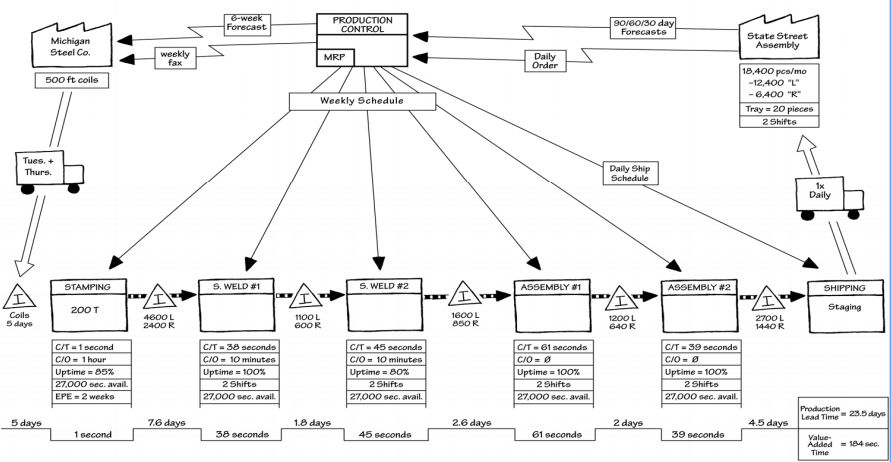 Michigan
Steel Co.
500 ft coils
6-week
Forecast
weekly
fax
PRODUCTION
CONTROL
MRP
90/60/30 day
Forecasts
Daily
Order
State Street
Assembly
18,400 pcs/mo
-12,400 "L"
- 6,400 "R"
Tray = 20 pieces
2 Shifts
Weekly Schedule
Daily Ship
Schedule
Tues. +
Thurs.
1x
Daily
I
Coils
5 days
STAMPING
200 T
C/T = 1 second
C/O = 1 hour
Uptime = 85%
27,000 sec. avail.
EPE = 2 weeks
I
4600 L
2400 R
S. WELD #1
C/T = 38 seconds
C/O = 10 minutes
Uptime = 100%
2 Shifts
27,000 sec. avail.
I
1100 L
600 R
S. WELD #2
C/T = 45 seconds
C/O = 10 minutes
Uptime = 80%
2 Shifts
27,000 sec. avail.
I
1600 L
850 R
ASSEMBLY #1
C/T = 61 seconds
C/O = Ø
Uptime = 100%
2 Shifts
27,000 sec. avail.
I
1200 L
640 R
ASSEMBLY #2
C/T = 39 seconds
C/O = Ø
Uptime = 100%
2 Shifts
27,000 sec. avail.
I
2700 L
1440 R
SHIPPING
Staging
5 days
1 second
7.6 days
38 seconds
1.8 days
45 seconds
2.6 days
61 seconds
2 days
39 seconds
4.5 days
Production
Lead Time = 23.5 days
Value-
Added = 184 sec.
Time